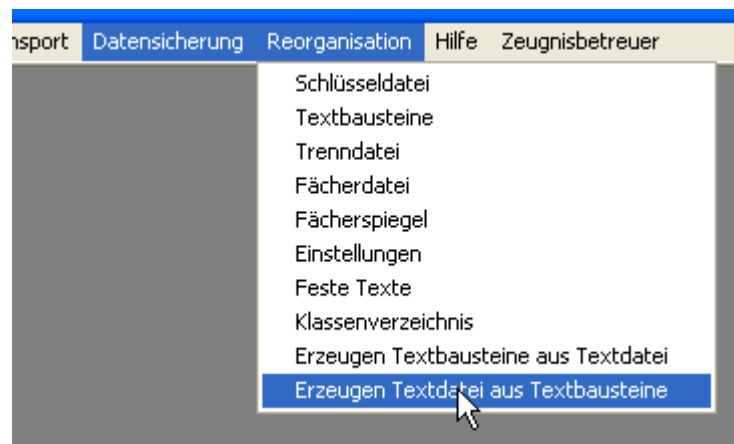 nsport Datensicherung Reorganisation Hilfe Zeugnisbetreuer
Schlüsseldatei
Textbausteine
Trenndatei
Fächerdatei
Fächerspiegel
Einstellungen
Feste Texte
Klassenverzeichnis
Erzeugen Textbausteine aus Textdatei
Erzeugen Textdatei aus Textbausteine